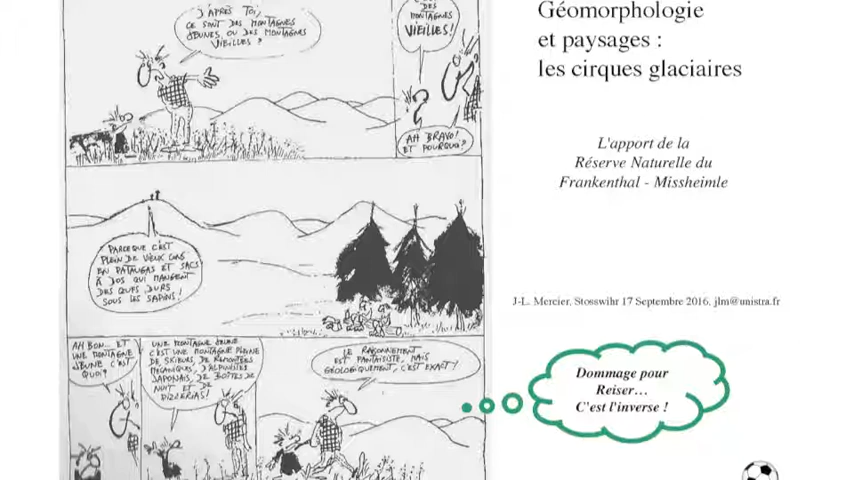 D'APRÈS TOI,
CE SONT DES MONTAGNES
JEUNES, OU DES MONTAGNES
VIEILLES ?
DES
MONTAGNES
VIEILLES !
AH BRAVO !
ET POURQUOI ?
PARCE QUE C'EST
PLEIN DE VIEUX CONS
EN PATAUGAS ET SACS
À DOS QUI MANGENT
DES ŒUFS DURS
SOUS LES SAPINS !
AH BON... ET
UNE MONTAGNE
JEUNE C'EST
QUOI ?
UNE MONTAGNE JEUNE
C'EST UNE MONTAGNE PLEINE
DE SKIEURS, DE REMONTÉES
MÉCANIQUES, D'ALPINISTES
JAPONAIS, DE BOÎTES DE
NUIT ET DE
PIZZERIAS !
LE RAISONNEMENT
EST FANTAISISTE, MAIS
GÉOLOGIQUEMENT, C'EST EXACT !
Géomorphologie
et paysages :
les cirques glaciaires
L'apport de la
Réserve Naturelle du
Frankenthal - Missheimle
J-L. Mercier, Stosswihr 17 Septembre 2016, jlm@unistra.fr
Dommage pour
Reiser…
C'est l'inverse !